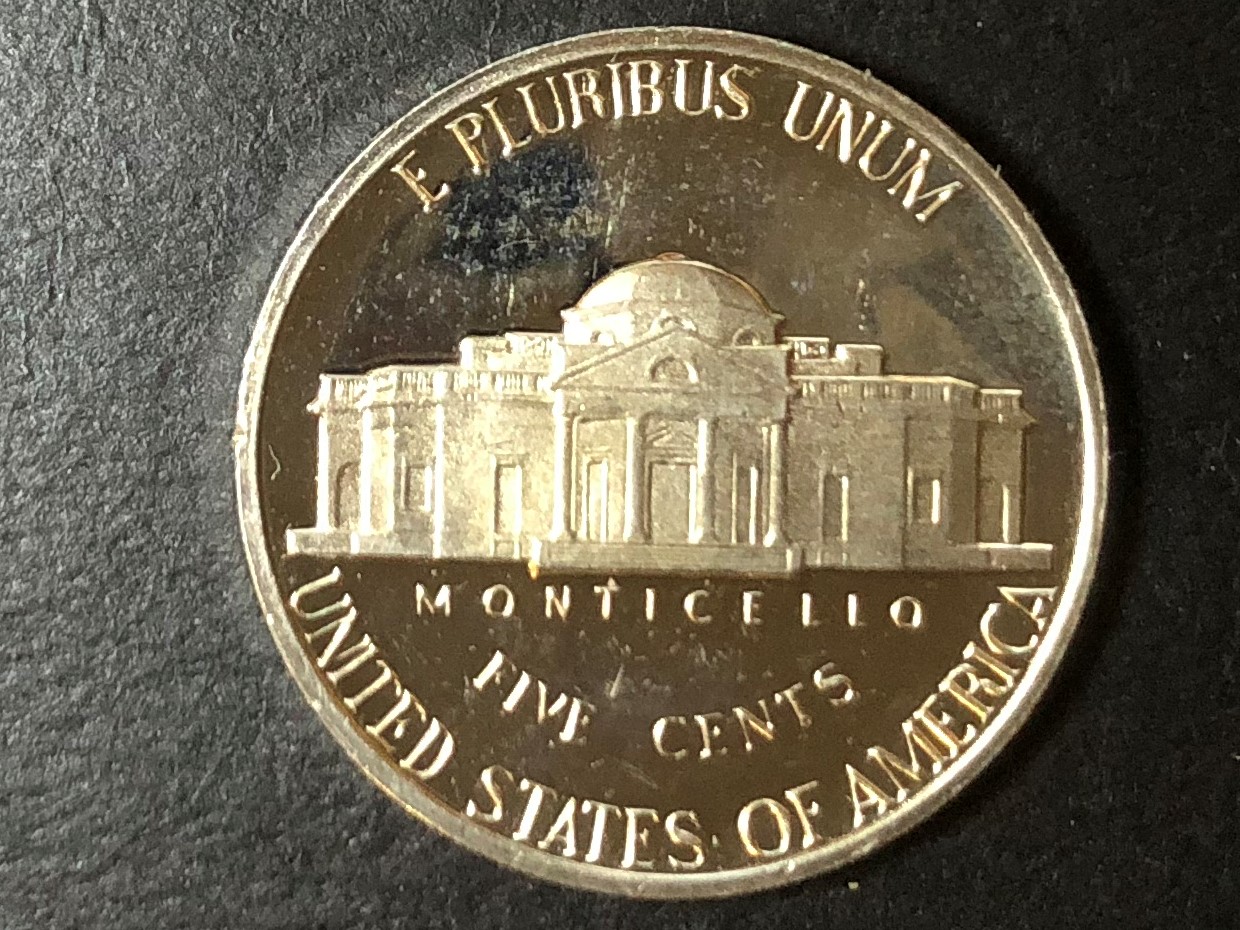 E PLURIBUS UNUM
MONTICELLO
FIVE CENTS
UNITED STATES OF AMERICA